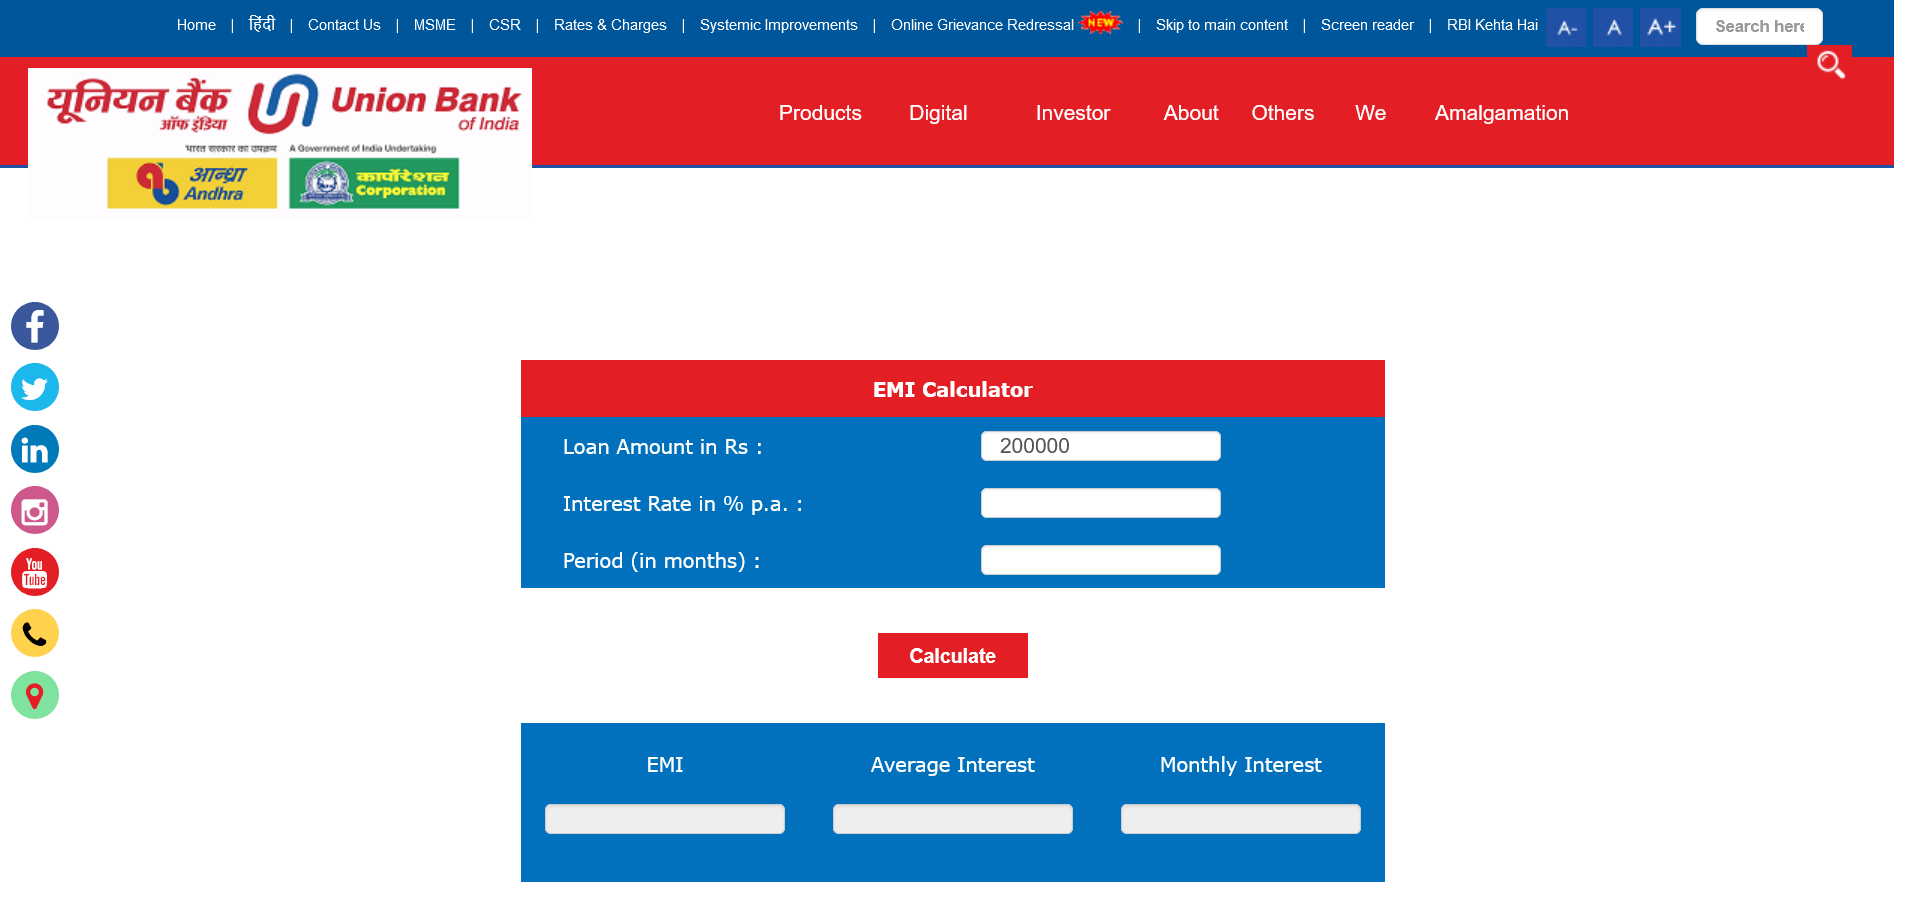 Home | हिंदी | Contact Us | MSME | CSR | Rates & Charges | Systemic Improvements | Online Grievance Redressal NEW | Skip to main content | Screen reader | RBI Kehta Hai A- A A+ Search here
यूनियन बैंक Union Bank
ऑफ इंडिया of India
भारत सरकार का उपक्रम A Government of India Undertaking
आन्ध्रा कार्पोरेशन
Andhra Corporation
Products Digital Investor About Others We Amalgamation
You
Tube
EMI Calculator
Loan Amount in Rs : 200000
Interest Rate in % p.a. :
Period (in months) :
Calculate
EMI Average Interest Monthly Interest